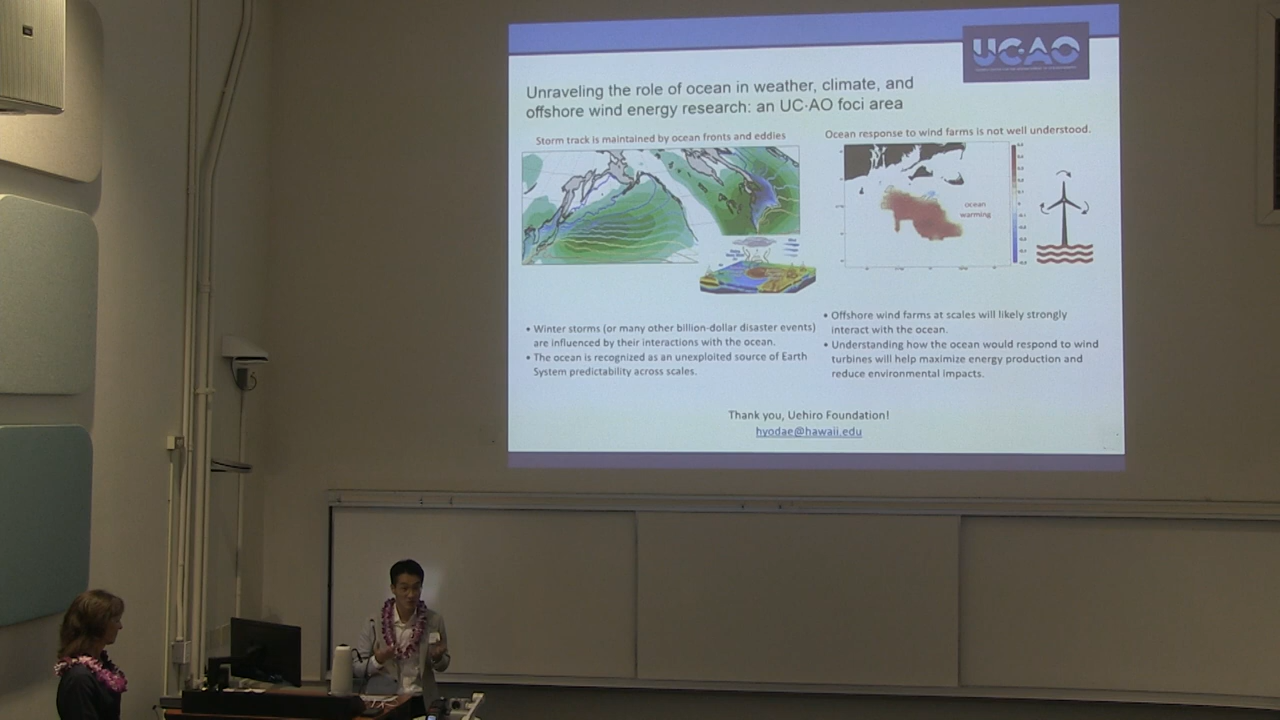 UC·AO
Unraveling the role of ocean in weather, climate, and
offshore wind energy research: an UC·AO foci area
Storm track is maintained by ocean fronts and eddies
Ocean response to wind farms is not well understood.
ocean
warming
• Winter storms (or many other billion-dollar disaster events)
are influenced by their interactions with the ocean.
• The ocean is recognized as an unexploited source of Earth
System predictability across scales.
• Offshore wind farms at scales will likely strongly
interact with the ocean.
• Understanding how the ocean would respond to wind
turbines will help maximize energy production and
reduce environmental impacts.
Thank you, Uehiro Foundation!
hyodae@hawaii.edu